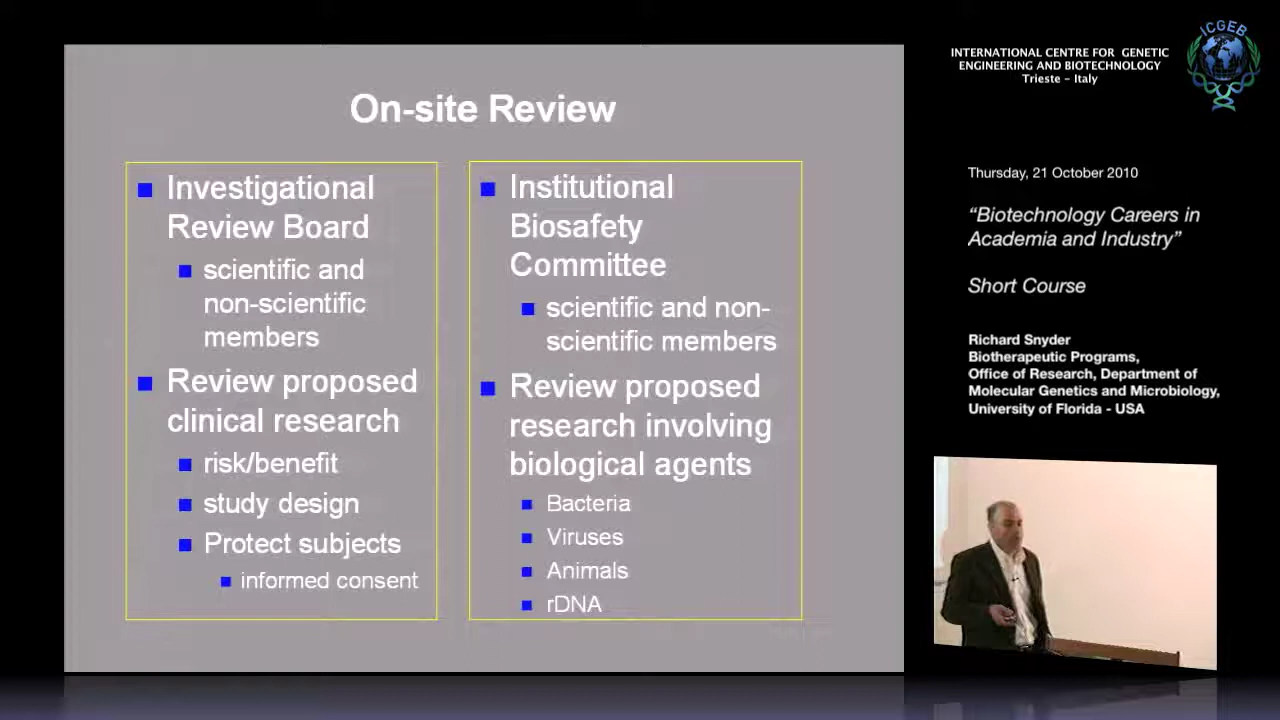 On-site Review
Investigational
Review Board
scientific and
non-scientific
members
Review proposed
clinical research
risk/benefit
study design
Protect subjects
informed consent
Institutional
Biosafety
Committee
scientific and non-
scientific members
Review proposed
research involving
biological agents
Bacteria
Viruses
Animals
rDNA
ICGEB
INTERNATIONAL CENTRE FOR GENETIC
ENGINEERING AND BIOTECHNOLOGY
Trieste - Italy
Thursday, 21 October 2010
“Biotechnology Careers in
Academia and Industry”
Short Course
Richard Snyder
Biotherapeutic Programs,
Office of Research, Department of
Molecular Genetics and Microbiology,
University of Florida - USA